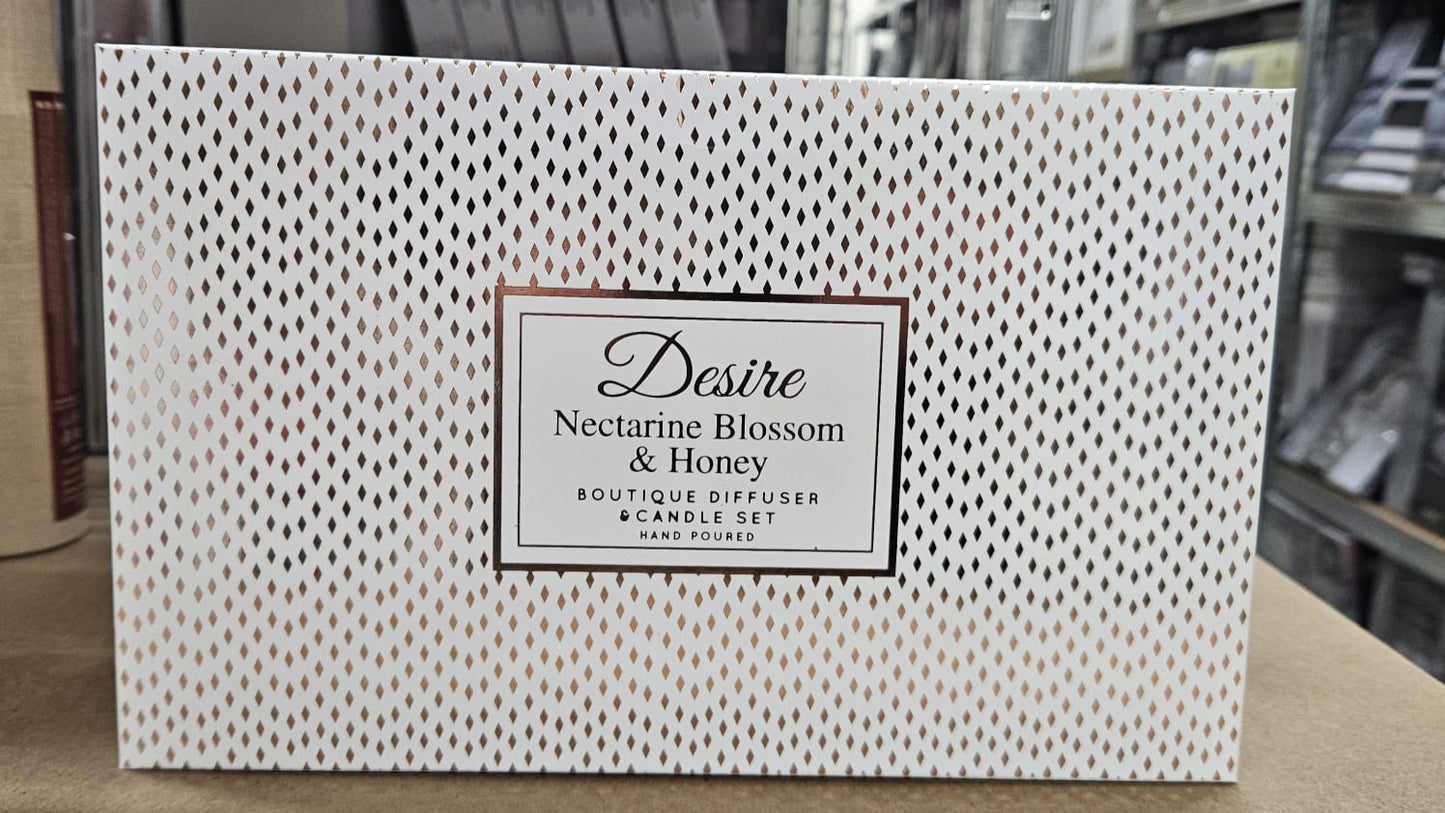 Desire
Nectarine Blossom
& Honey
BOUTIQUE DIFFUSER
&CANDLE SET
HAND POURED